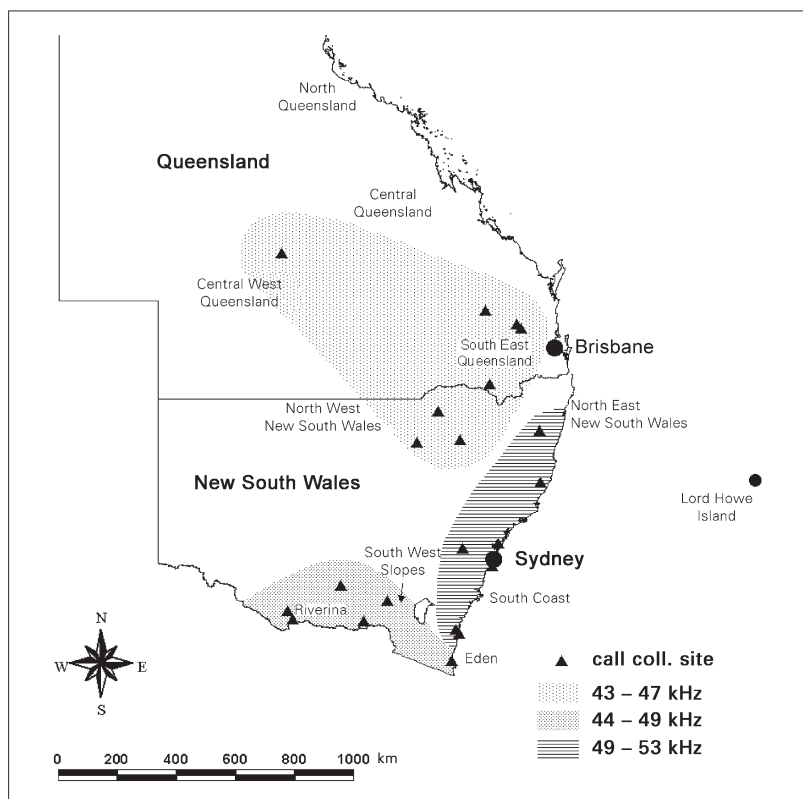 North
Queensland
Queensland
Central
Queensland
Central West
Queensland
South East
Queensland
Brisbane
North West
New South Wales
North East
New South Wales
New South Wales
Lord Howe
Island
South West
Slopes
Sydney
South Coast
Riverina
Eden
N
W
E
S
call coll. site
43 – 47 kHz
44 – 49 kHz
49 – 53 kHz
0 200 400 600 800 1000 km